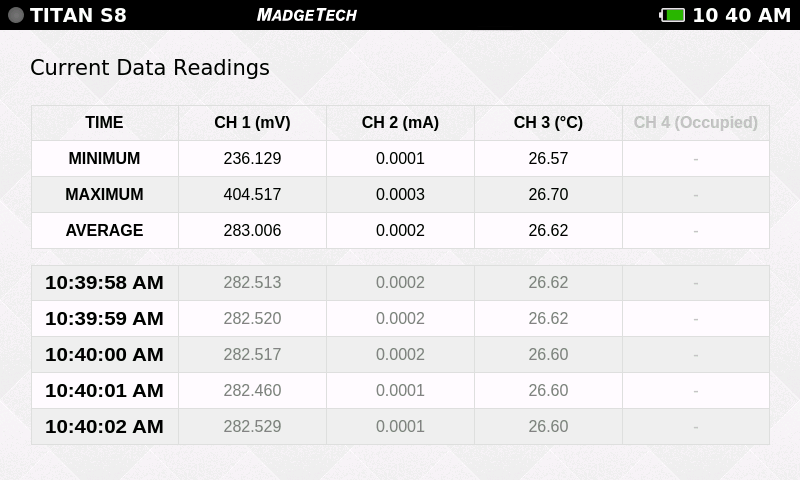 TITAN S8 MADGETECH 10 40 AM
Current Data Readings
TIME CH 1 (mV) CH 2 (mA) CH 3 (°C) CH 4 (Occupied)
MINIMUM 236.129 0.0001 26.57 -
MAXIMUM 404.517 0.0003 26.70 -
AVERAGE 283.006 0.0002 26.62 -
10:39:58 AM 282.513 0.0002 26.62 -
10:39:59 AM 282.520 0.0002 26.62 -
10:40:00 AM 282.517 0.0002 26.60 -
10:40:01 AM 282.460 0.0001 26.60 -
10:40:02 AM 282.529 0.0001 26.60 -